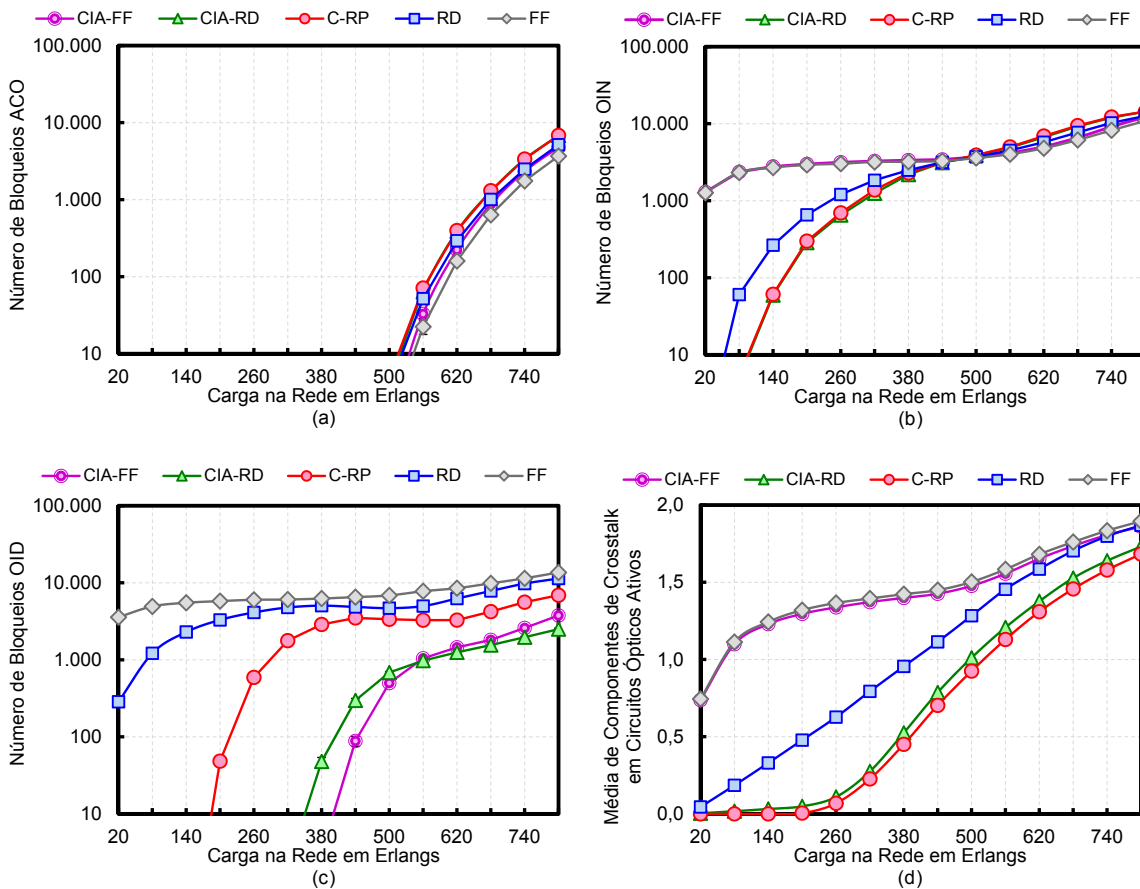 CIA-FF CIA-RD C-RP RD FF
Número de Bloqueios ACO
100.000
10.000
1.000
100
10
20 140 260 380 500 620 740
Carga na Rede em Erlangs
(a)
CIA-FF CIA-RD C-RP RD FF
Número de Bloqueios OIN
100.000
10.000
1.000
100
10
20 140 260 380 500 620 740
Carga na Rede em Erlangs
(b)
CIA-FF CIA-RD C-RP RD FF
Número de Bloqueios OID
100.000
10.000
1.000
100
10
20 140 260 380 500 620 740
Carga na Rede em Erlangs
(c)
CIA-FF CIA-RD C-RP RD FF
Média de Componentes de Crosstalk
em Circuitos Ópticos Ativos
2,0
1,5
1,0
0,5
0,0
20 140 260 380 500 620 740
Carga na Rede em Erlangs
(d)